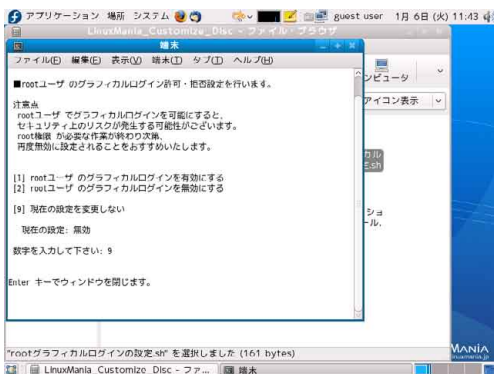 アプリケーション 場所 システム
guest user 1月 6日 (火) 11:43
LinuxMania_Customize_Disc - ファイル・ブラウザ
端末
ファイル(F) 編集(E) 表示(V) 端末(T) タブ(T) ヘルプ(H)
ンピュータ
アイコン表示
■rootユーザ のグラフィカルログイン許可・拒否設定を行います。
注意点
rootユーザ でグラフィカルログインを可能にすると、
セキュリティ上のリスクが発生する可能性がございます。
root権限 が必要な作業が終わり次第、
再度無効に設定されることをおすすめいたします。
カル
定.sh
[1] rootユーザ のグラフィカルログインを有効にする
[2] rootユーザ のグラフィカルログインを無効にする
[9] 現在の設定を変更しない
ショ
ール.
現在の設定: 無効
数字を入力して下さい: 9
Enter キーでウィンドウを閉じます。
"rootグラフィカルログインの設定.sh" を選択しました (161 bytes)
MANIA
LinuxMania_Customize_Disc - ファ...
端末